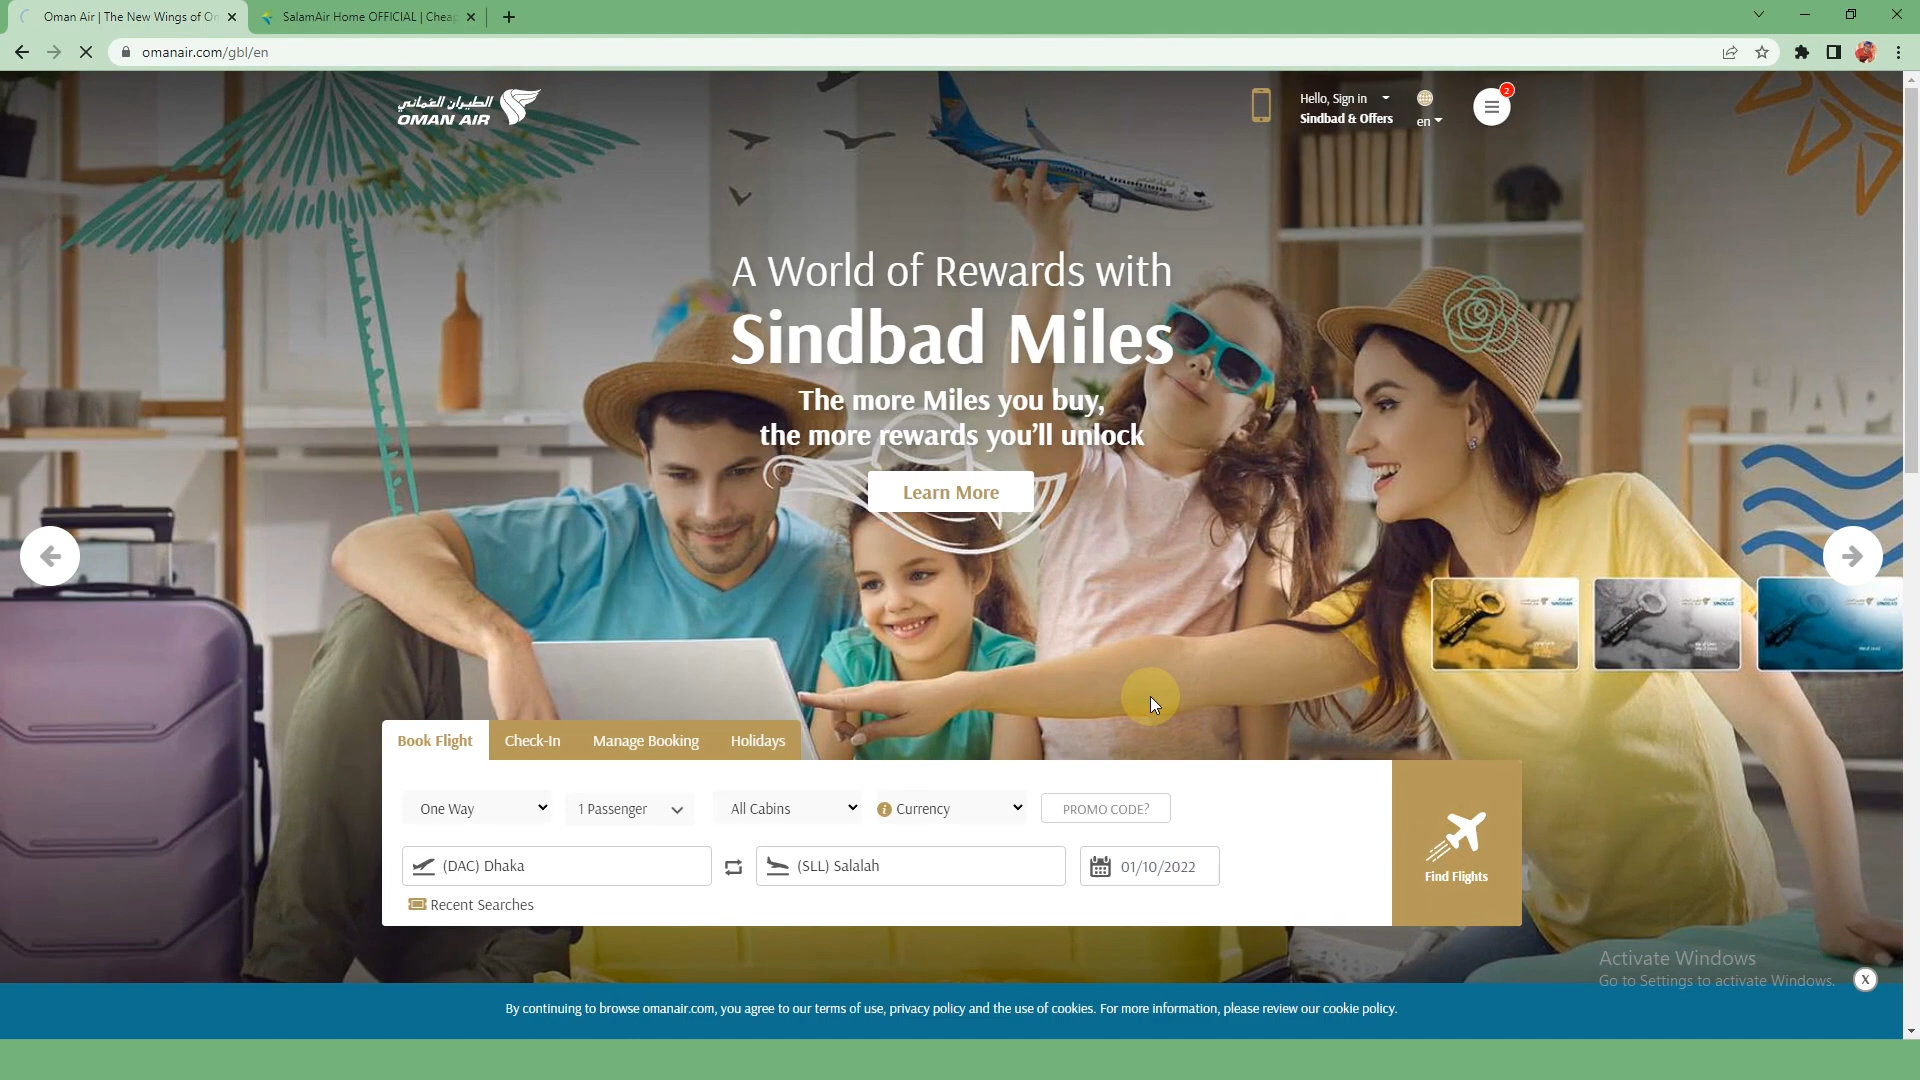 Oman Air | The New Wings of On
SalamAir Home OFFICIAL | Cheap
omanair.com/gbl/en
الطيران العماني
OMAN AIR
Hello, Sign in
Sindbad & Offers
en
2
A World of Rewards with
Sindbad Miles
The more Miles you buy,
the more rewards you'll unlock
Learn More
HAPP
Book Flight
Check-In
Manage Booking
Holidays
One Way
1 Passenger
All Cabins
i
Currency
PROMO CODE?
(DAC) Dhaka
(SLL) Salalah
01/10/2022
Find Flights
Recent Searches
Activate Windows
Go to Settings to activate Windows.
X
By continuing to browse omanair.com, you agree to our terms of use, privacy policy and the use of cookies. For more information, please review our cookie policy.